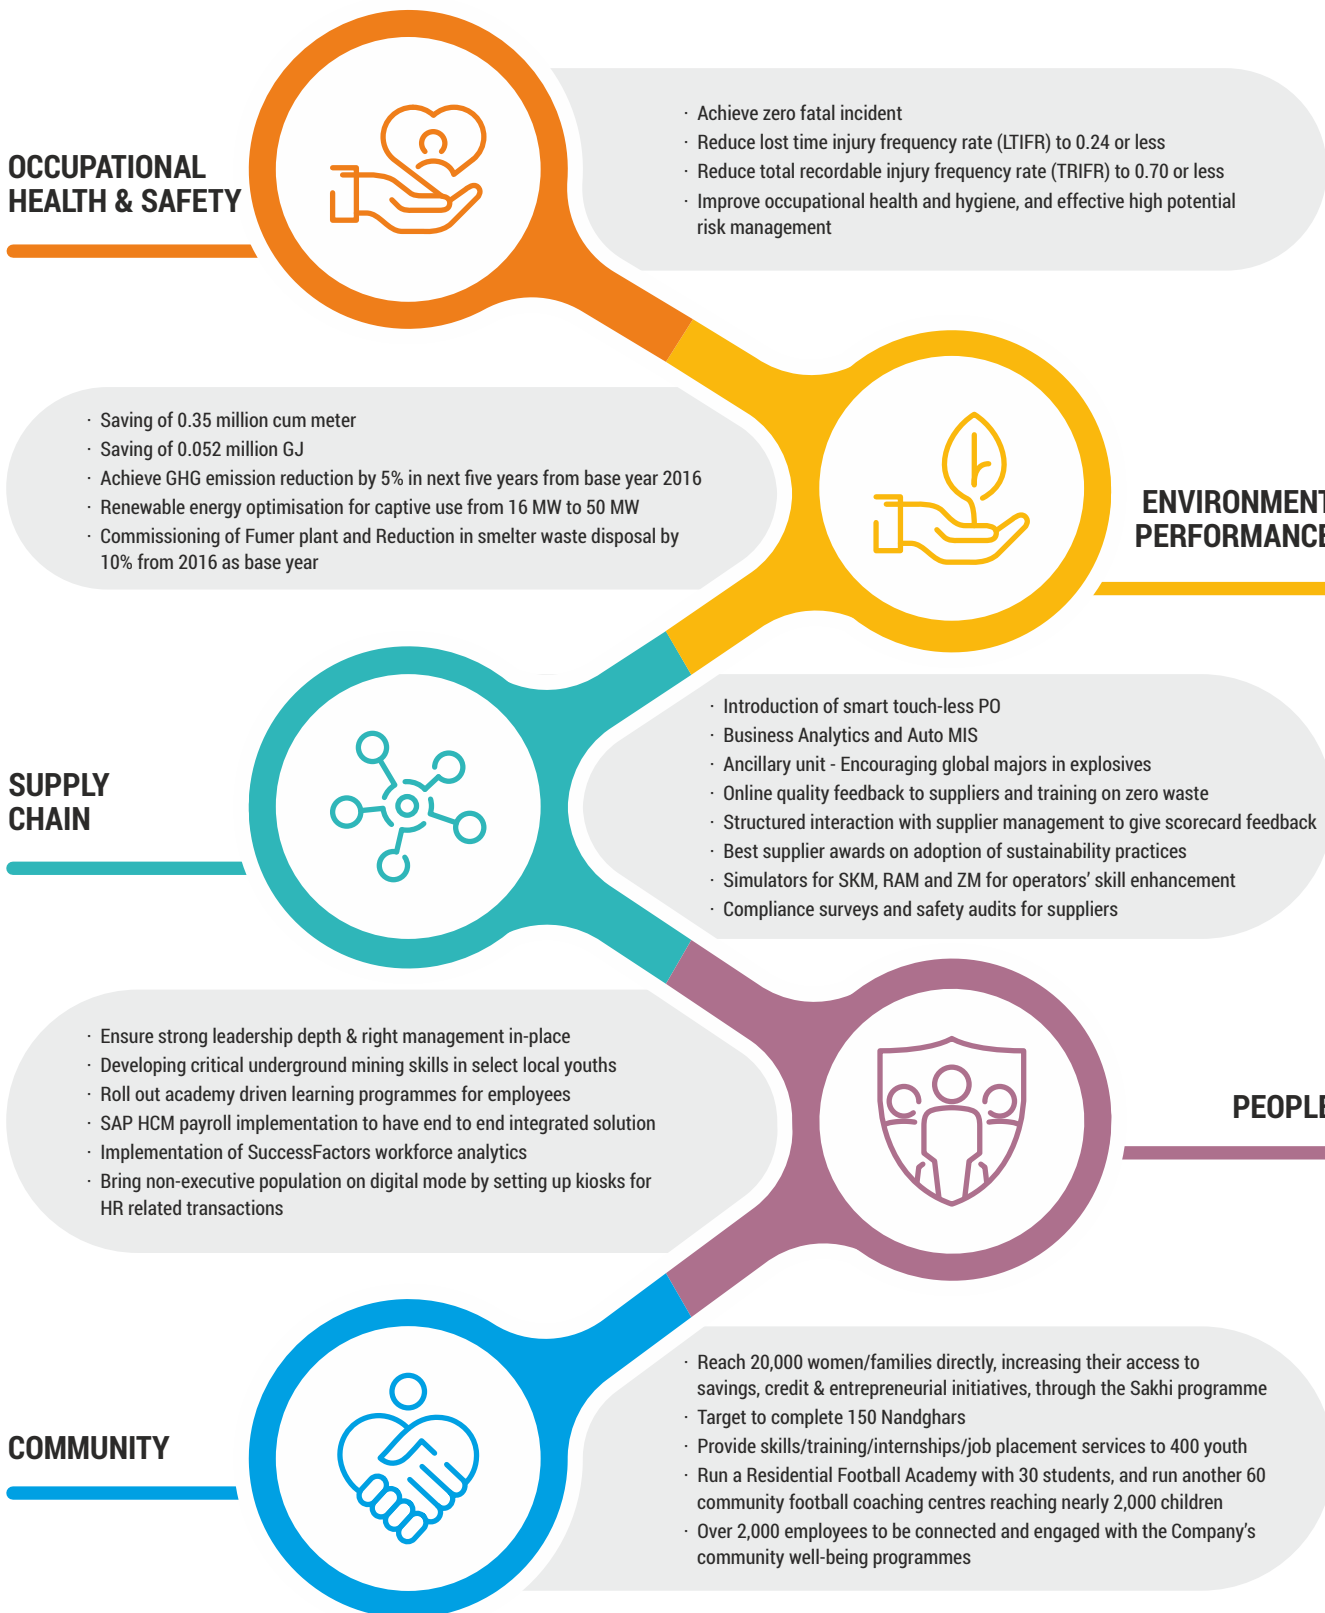 OCCUPATIONAL
HEALTH & SAFETY
· Achieve zero fatal incident
· Reduce lost time injury frequency rate (LTIFR) to 0.24 or less
· Reduce total recordable injury frequency rate (TRIFR) to 0.70 or less
· Improve occupational health and hygiene, and effective high potential
risk management
· Saving of 0.35 million cum meter
· Saving of 0.052 million GJ
· Achieve GHG emission reduction by 5% in next five years from base year 2016
· Renewable energy optimisation for captive use from 16 MW to 50 MW
· Commissioning of Fumer plant and Reduction in smelter waste disposal by
10% from 2016 as base year
ENVIRONMENT
PERFORMANCE
SUPPLY
CHAIN
· Introduction of smart touch-less PO
· Business Analytics and Auto MIS
· Ancillary unit - Encouraging global majors in explosives
· Online quality feedback to suppliers and training on zero waste
· Structured interaction with supplier management to give scorecard feedback
· Best supplier awards on adoption of sustainability practices
· Simulators for SKM, RAM and ZM for operators’ skill enhancement
· Compliance surveys and safety audits for suppliers
· Ensure strong leadership depth & right management in-place
· Developing critical underground mining skills in select local youths
· Roll out academy driven learning programmes for employees
· SAP HCM payroll implementation to have end to end integrated solution
· Implementation of SuccessFactors workforce analytics
· Bring non-executive population on digital mode by setting up kiosks for
HR related transactions
PEOPLE
COMMUNITY
· Reach 20,000 women/families directly, increasing their access to
savings, credit & entrepreneurial initiatives, through the Sakhi programme
· Target to complete 150 Nandghars
· Provide skills/training/internships/job placement services to 400 youth
· Run a Residential Football Academy with 30 students, and run another 60
community football coaching centres reaching nearly 2,000 children
· Over 2,000 employees to be connected and engaged with the Company’s
community well-being programmes